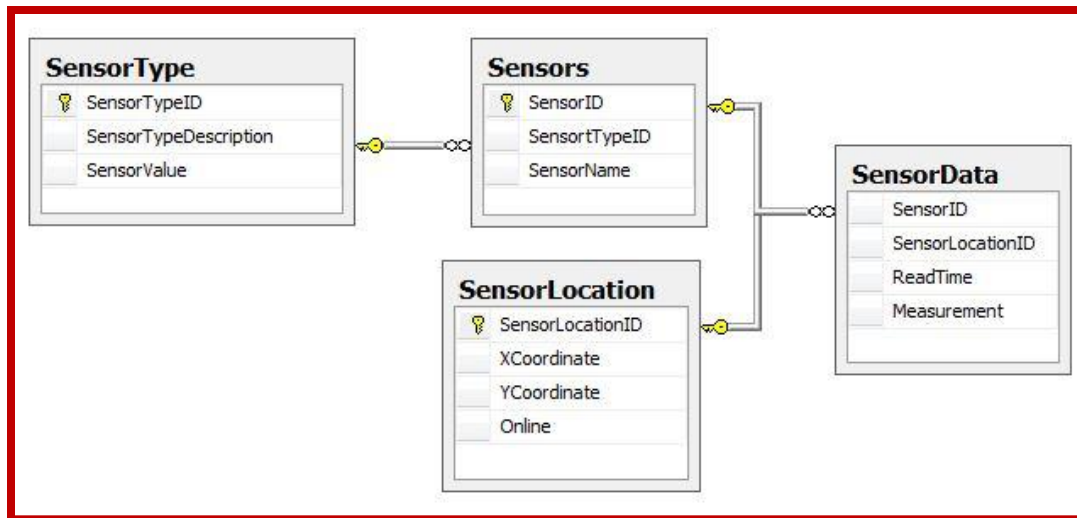 SensorType
SensorTypeID
SensorTypeDescription
SensorValue
Sensors
SensorID
SensortTypeID
SensorName
SensorLocation
SensorLocationID
XCoordinate
YCoordinate
Online
SensorData
SensorID
SensorLocationID
ReadTime
Measurement